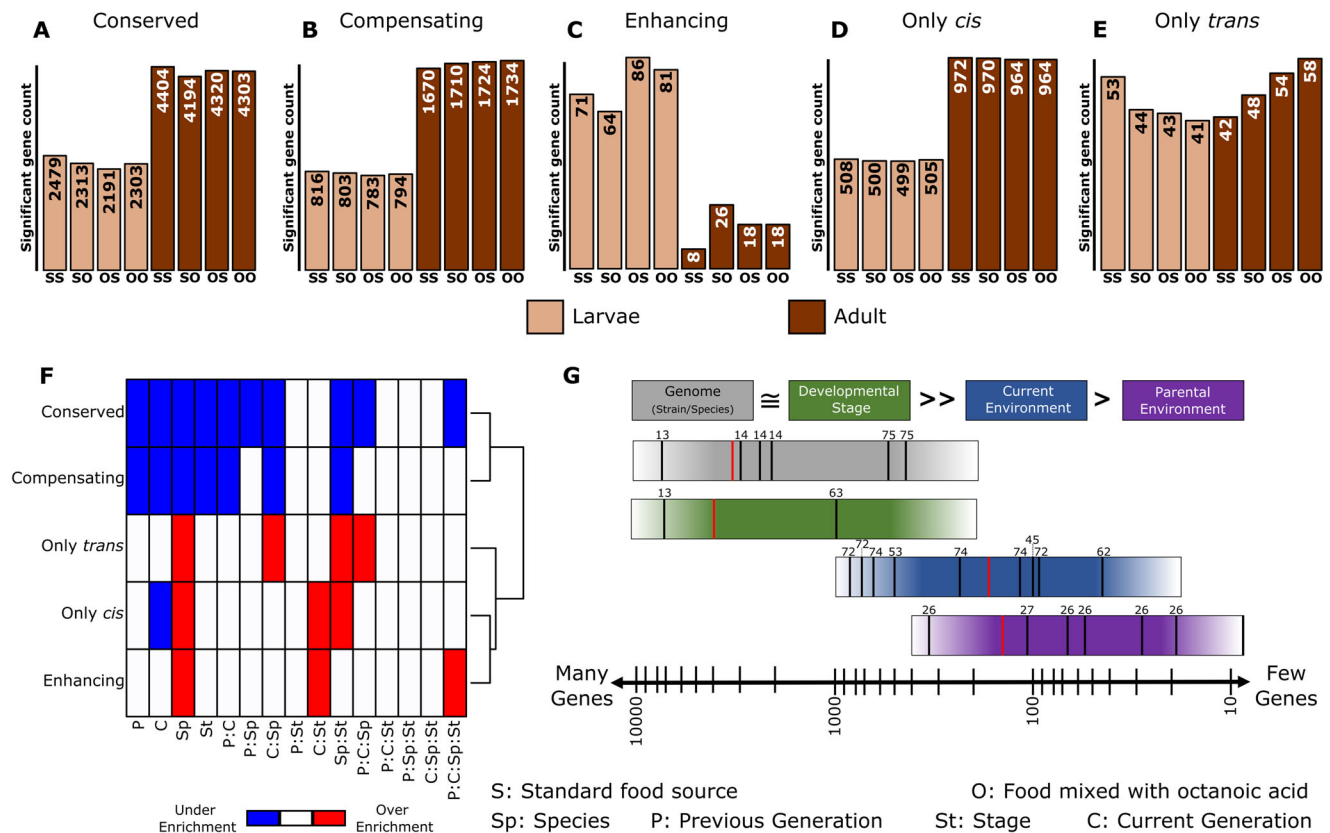 A Conserved
Significant gene count
2479 2313 2191 2303 4404 4194 4320 4303
SS SO OS OO SS SO OS OO
B Compensating
Significant gene count
816 803 783 794 1670 1710 1724 1734
SS SO OS OO SS SO OS OO
C Enhancing
Significant gene count
71 64 86 81 8 26 18 18
SS SO OS OO SS SO OS OO
D Only cis
Significant gene count
508 500 499 505 972 970 964 964
SS SO OS OO SS SO OS OO
E Only trans
Significant gene count
53 44 43 41 42 48 54 58
SS SO OS OO SS SO OS OO
Larvae Adult
F
Conserved
Compensating
Only trans
Only cis
Enhancing
P C Sp St P:C P:Sp C:Sp P:St C:St Sp:St P:C:Sp P:C:St P:Sp:St C:Sp:St P:C:Sp:St
Under
Enrichment
Over
Enrichment
G
Genome
(Strain/Species)
≅
Developmental
Stage
>>
Current
Environment
>
Parental
Environment
13 14 14 14 75 75
13 63
72 72 74 53 74 74 45 72 62
26 27 26 26 26 26
Many
Genes
Few
Genes
10000 1000 100 10
S: Standard food source O: Food mixed with octanoic acid
Sp: Species P: Previous Generation St: Stage C: Current Generation